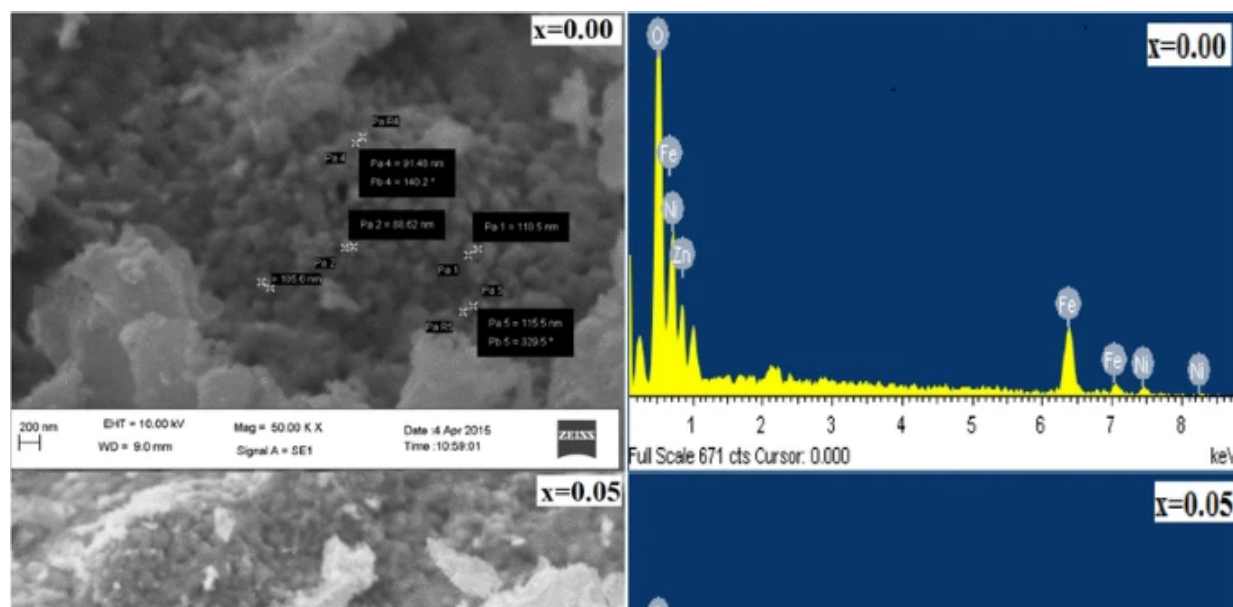 x=0.00
Pa R4
Pa 4
Pa 4 = 91.48 nm
Pb 4 = 140.2 °
Pa 2 = 88.62 nm
Pa 1 = 110.5 nm
Pa 2
Pa 1
= 105.0 nm
Pa 5
Pa R5
Pa 5 = 115.5 nm
Pb 5 = 329.5 °
200 nm
EHT = 10.00 kV
WD = 9.0 mm
Mag = 50.00 K X
Signal A = SE1
Date :4 Apr 2015
Time :10:59:01
ZEISS
x=0.00
O
Fe
Ni
Zn
Fe
Fe
Ni
Ni
1 2 3 4 5 6 7 8
Full Scale 671 cts Cursor: 0.000
keV
x=0.05
x=0.05
O